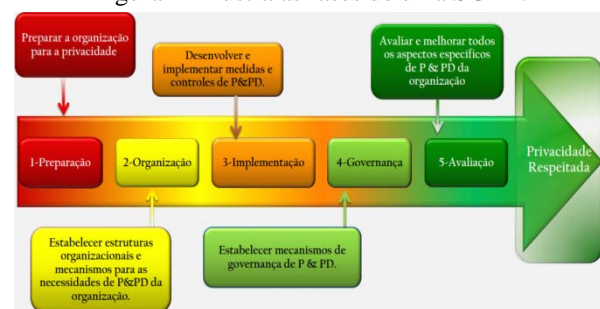 Preparar a organização
para a privacidade
Desenvolver e
implementar medidas e
controles de P&PD.
Avaliar e melhorar todos
os aspectos específicos
de P & PD da
organização
1-Preparação
2-Organização
3-Implementação
4-Governança
5-Avaliação
Privacidade
Respeitada
Estabelecer estruturas
organizacionais e
mecanismos para as
necessidades de P&PD da
organização.
Estabelecer mecanismos de
governança de P & PD.